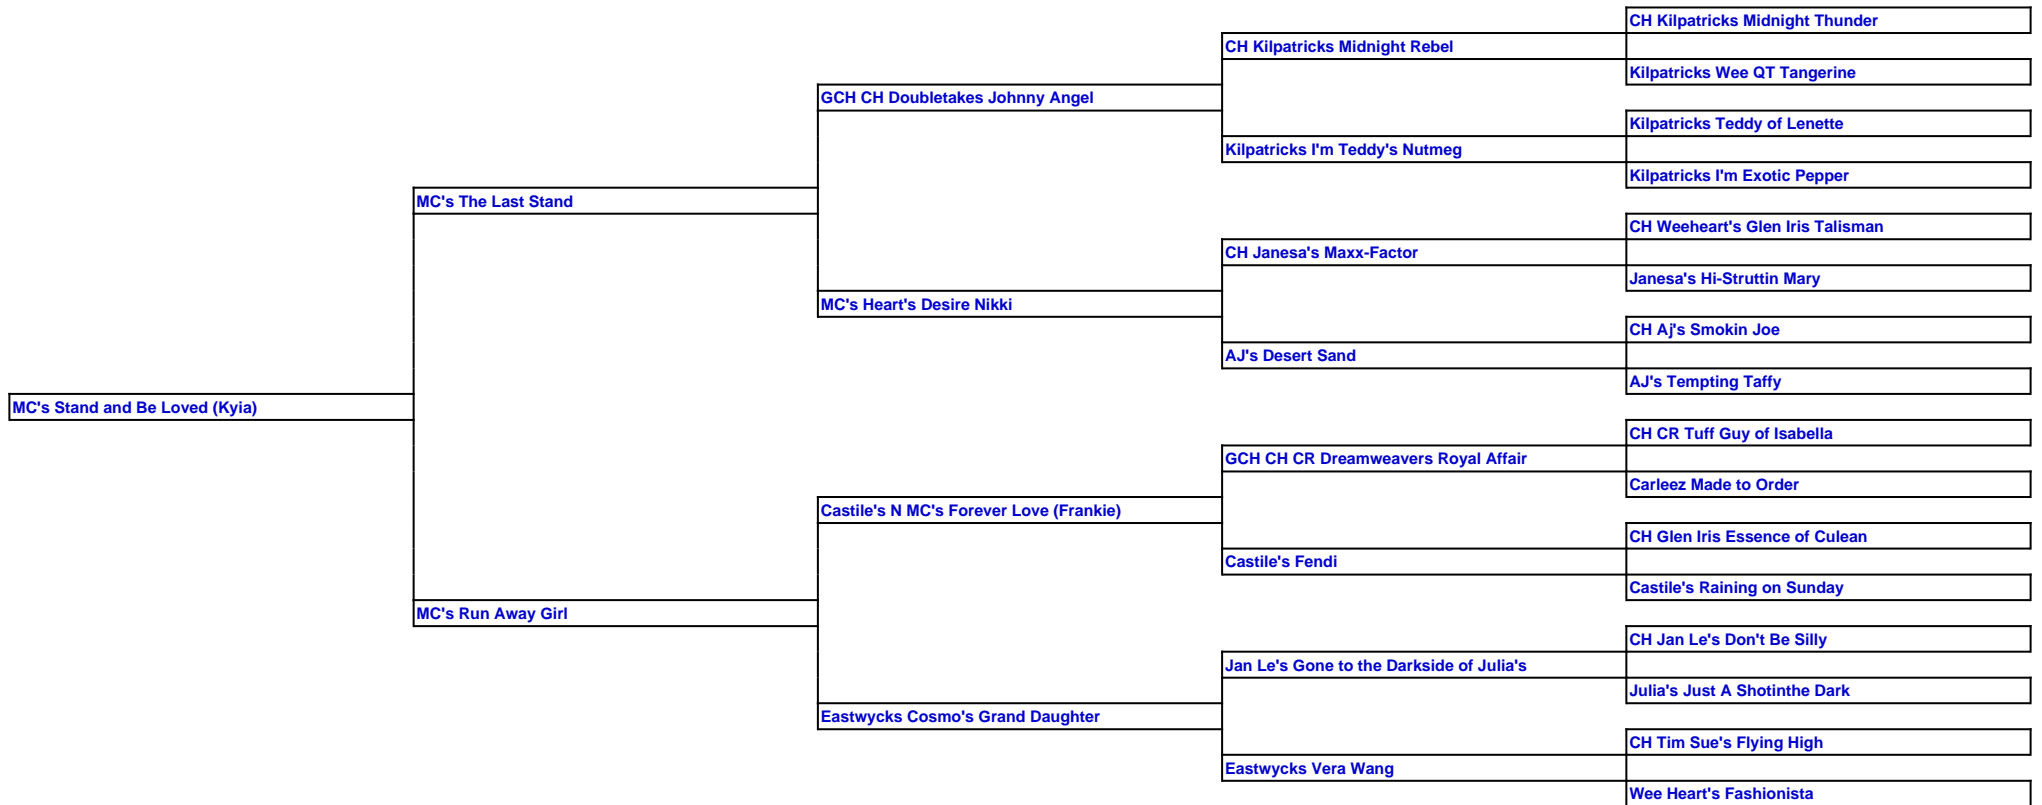 CH Kilpatricks Midnight Thunder
CH Kilpatricks Midnight Rebel
Kilpatricks Wee QT Tangerine
GCH CH Doubletakes Johnny Angel
Kilpatricks Teddy of Lenette
Kilpatricks I'm Teddy's Nutmeg
Kilpatricks I'm Exotic Pepper
MC's The Last Stand
CH Weeheart's Glen Iris Talisman
CH Janesa's Maxx-Factor
Janesa's Hi-Struttin Mary
MC's Heart's Desire Nikki
CH Aj's Smokin Joe
AJ's Desert Sand
AJ's Tempting Taffy
MC's Stand and Be Loved (Kyia)
CH CR Tuff Guy of Isabella
GCH CH CR Dreamweavers Royal Affair
Carleez Made to Order
Castile's N MC's Forever Love (Frankie)
CH Glen Iris Essence of Culean
Castile's Fendi
Castile's Raining on Sunday
MC's Run Away Girl
CH Jan Le's Don't Be Silly
Jan Le's Gone to the Darkside of Julia's
Julia's Just A Shotinthe Dark
Eastwycks Cosmo's Grand Daughter
CH Tim Sue's Flying High
Eastwycks Vera Wang
Wee Heart's Fashionista